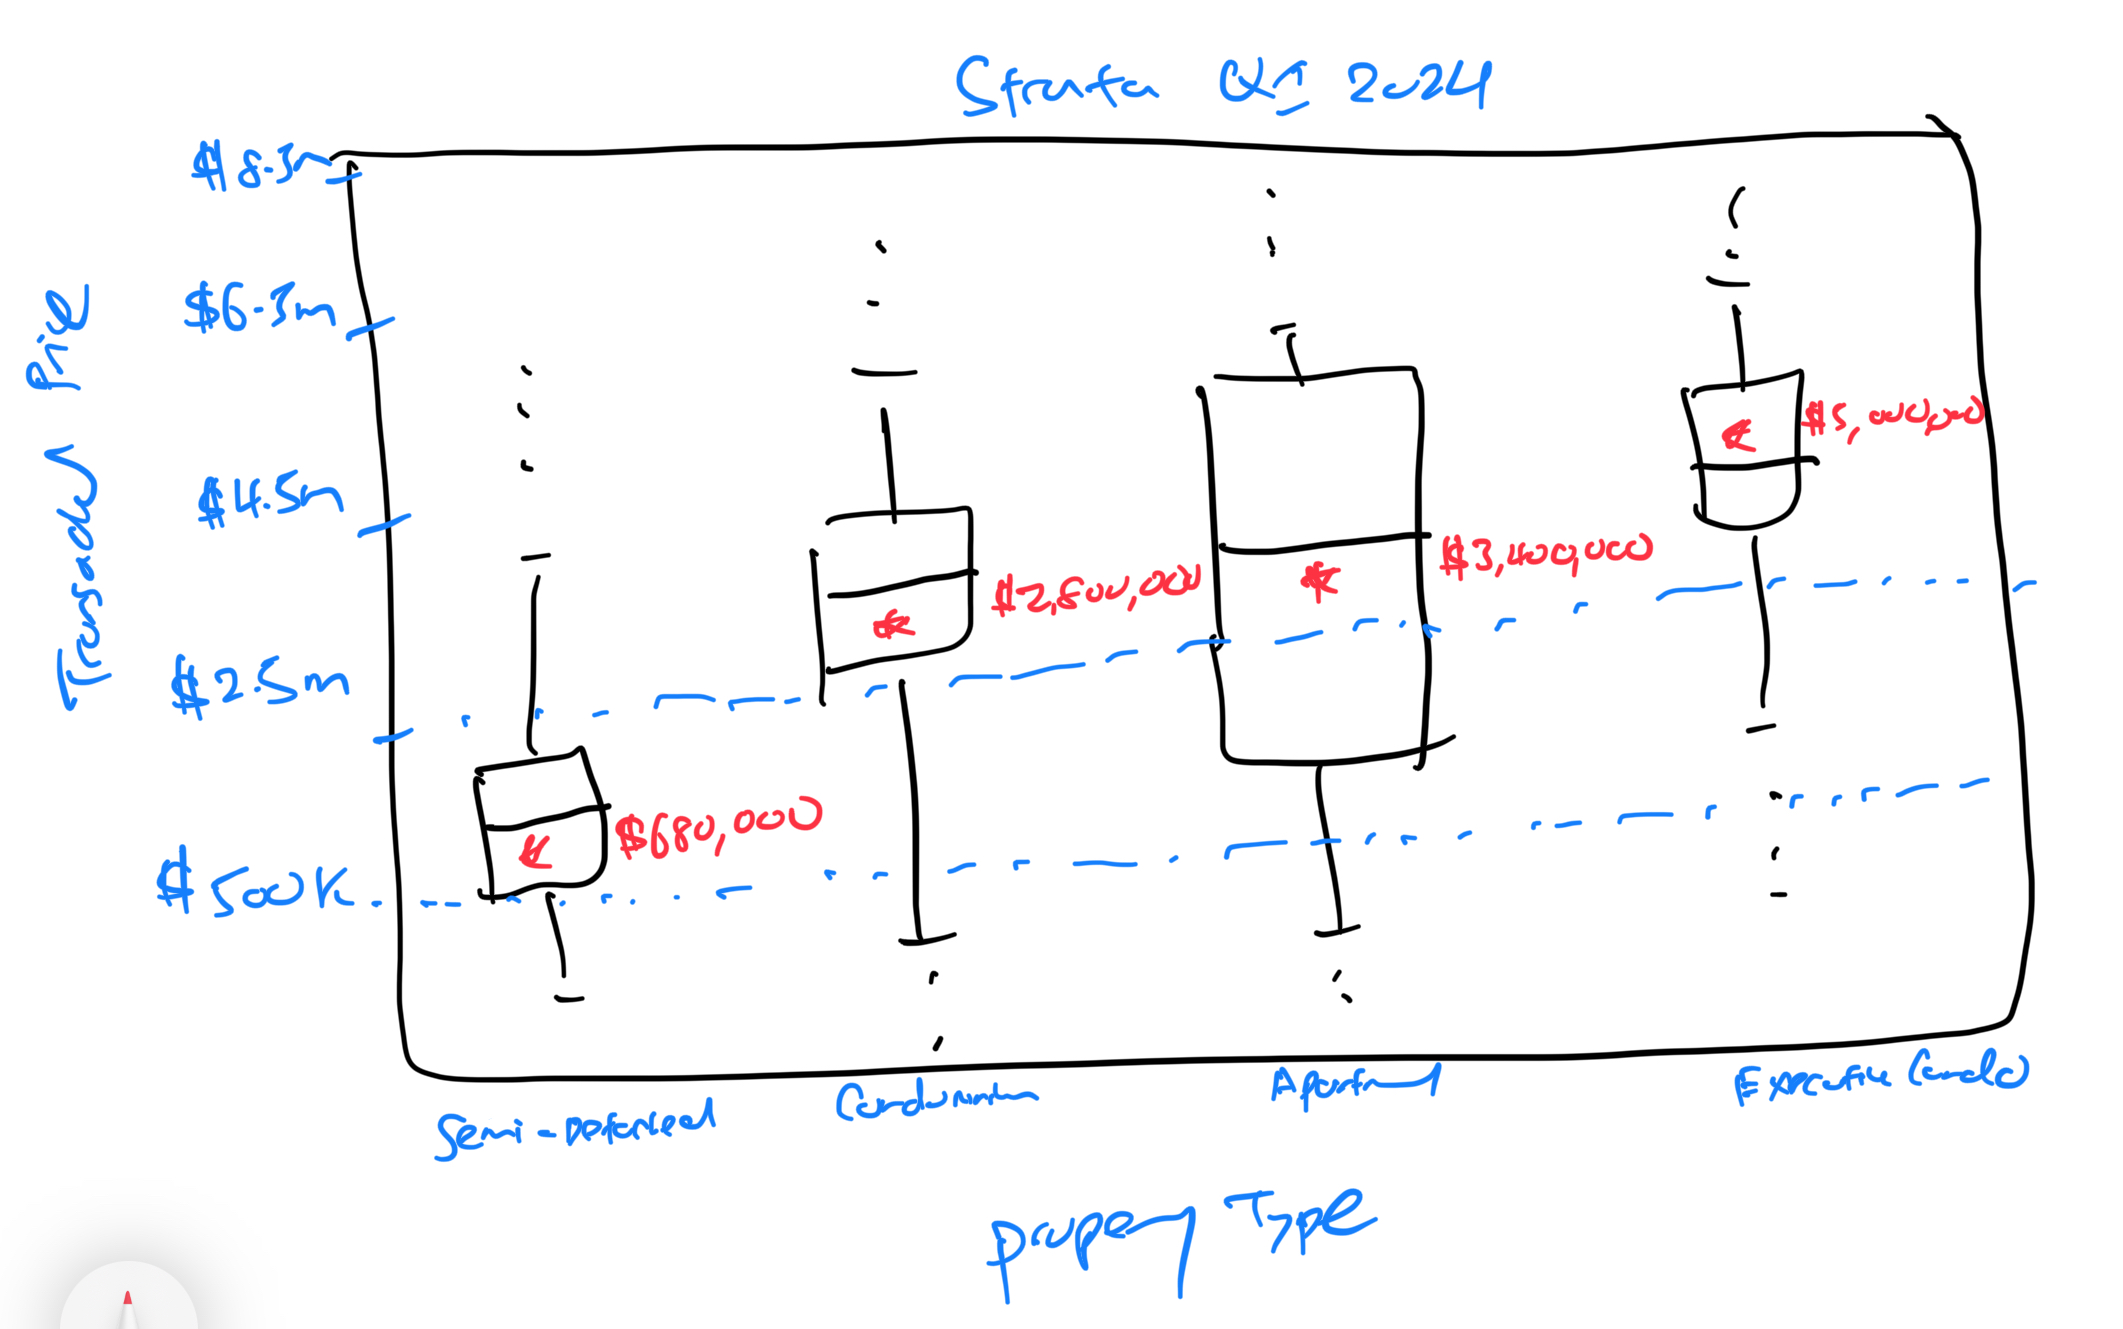 Strata Q1 2024
$8.3m
$6.3m
$4.5m
$2.5m
$500K
Transacted Price
$680,000
$2,800,000
$3,400,000
$5,000,000
Semi-Detached
Condominium
Apartment
Executive Condo
Property Type